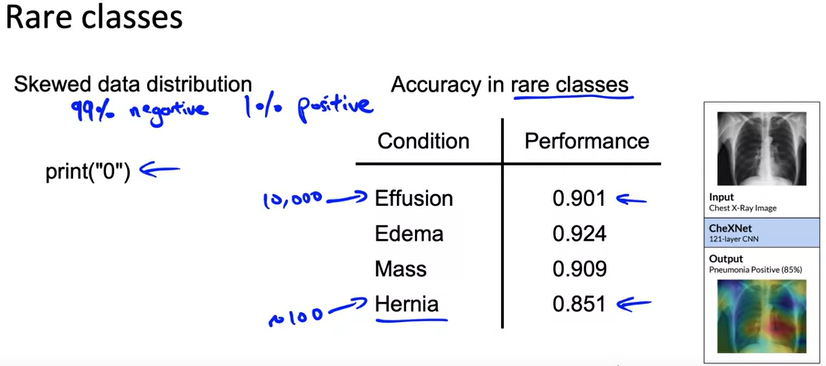 Rare classes
Skewed data distribution
99% negative 1% positive
print("0")
Accuracy in rare classes
Condition Performance
10,000 Effusion 0.901
Edema 0.924
Mass 0.909
~100 Hernia 0.851
Input
Chest X-Ray Image
CheXNet
121-layer CNN
Output
Pneumonia Positive (85%)